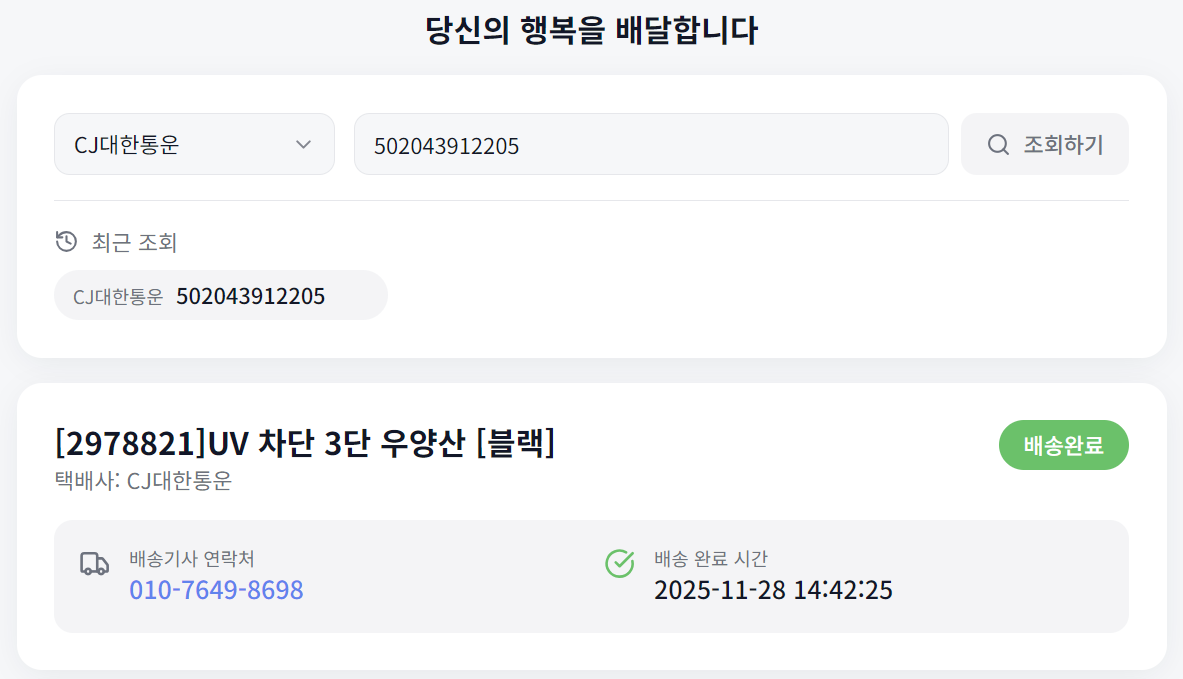 당신의 행복을 배달합니다
CJ대한통운
502043912205
조회하기
최근 조회
CJ대한통운 502043912205
[2978821]UV 차단 3단 우양산 [블랙]
배송완료
택배사: CJ대한통운
배송기사 연락처
010-7649-8698
배송 완료 시간
2025-11-28 14:42:25